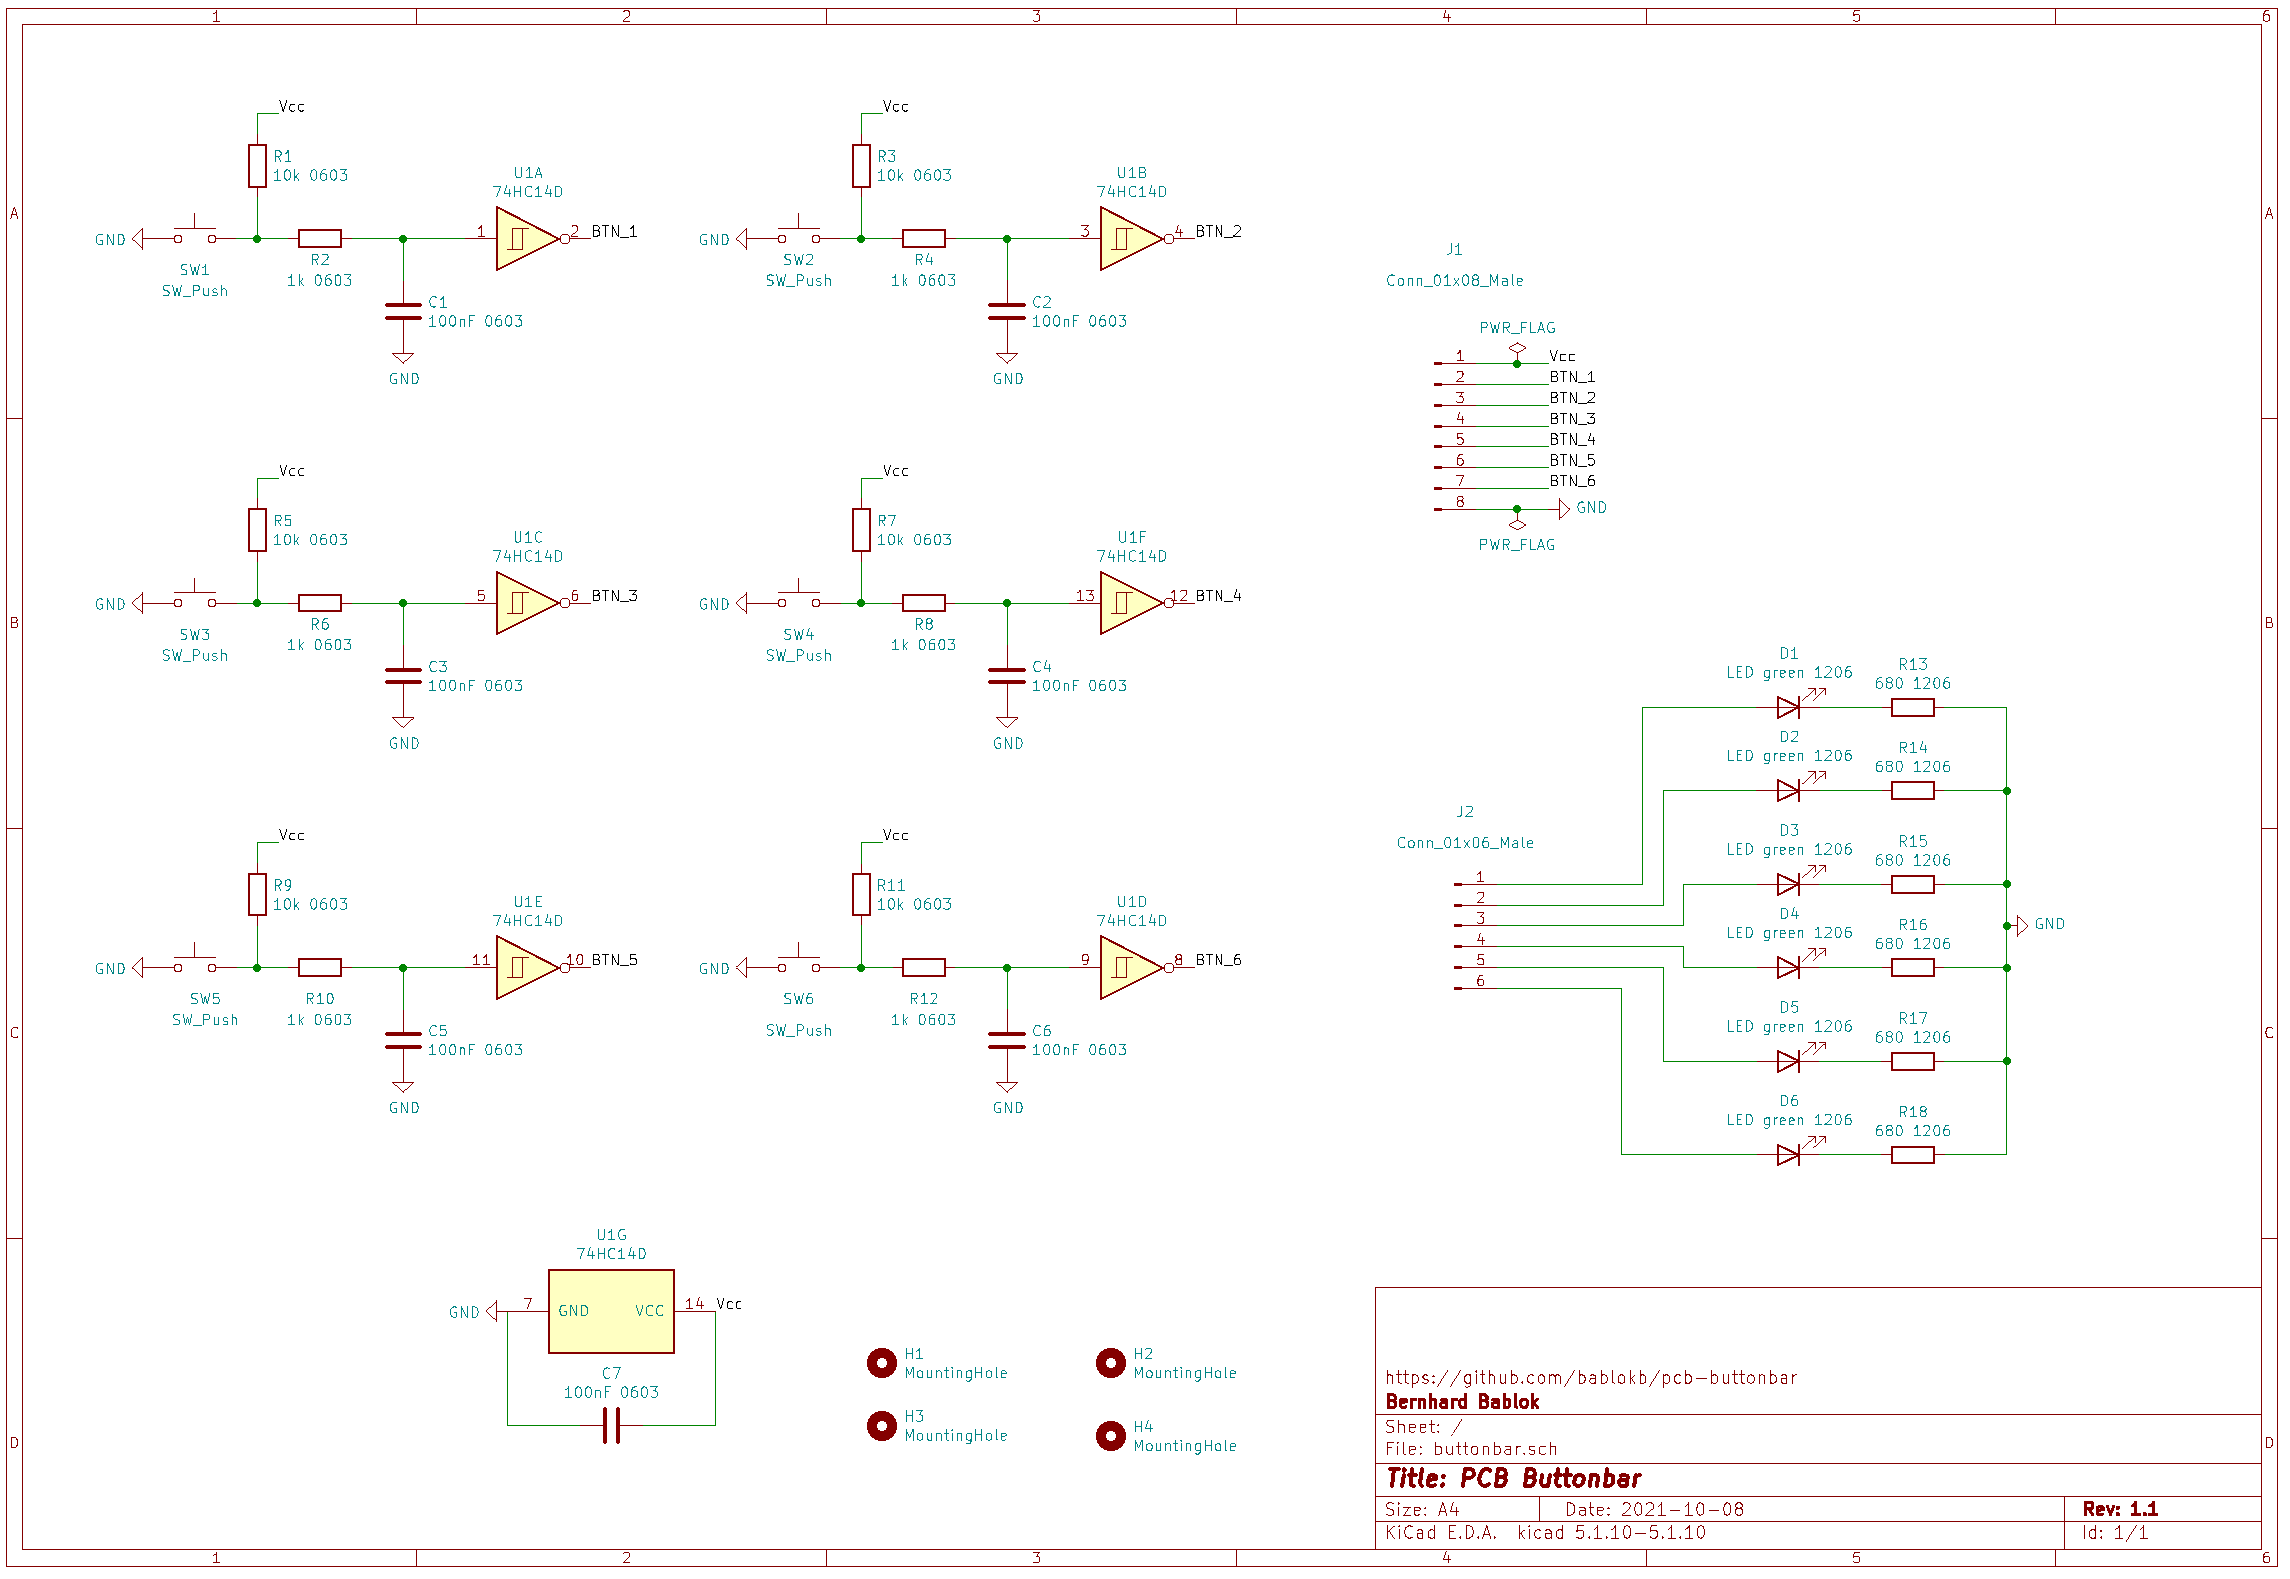 1 2 3 4 5 6
A A
B B
C C
D D
Vcc
R1
10k 0603
U1A
74HC14D
GND
1
2
BTN_1
SW1
SW_Push
R2
1k 0603
C1
100nF 0603
GND
Vcc
R3
10k 0603
U1B
74HC14D
GND
3
4
BTN_2
SW2
SW_Push
R4
1k 0603
C2
100nF 0603
GND
J1
Conn_01x08_Male
PWR_FLAG
1 Vcc
2 BTN_1
3 BTN_2
4 BTN_3
5 BTN_4
6 BTN_5
7 BTN_6
8 GND
PWR_FLAG
Vcc
R5
10k 0603
U1C
74HC14D
GND
5
6
BTN_3
SW3
SW_Push
R6
1k 0603
C3
100nF 0603
GND
Vcc
R7
10k 0603
U1F
74HC14D
GND
13
12
BTN_4
SW4
SW_Push
R8
1k 0603
C4
100nF 0603
GND
Vcc
R9
10k 0603
U1E
74HC14D
GND
11
10
BTN_5
SW5
SW_Push
R10
1k 0603
C5
100nF 0603
GND
Vcc
R11
10k 0603
U1D
74HC14D
GND
9
8
BTN_6
SW6
SW_Push
R12
1k 0603
C6
100nF 0603
GND
J2
Conn_01x06_Male
1
2
3
4
5
6
D1
LED green 1206
R13
680 1206
D2
LED green 1206
R14
680 1206
D3
LED green 1206
R15
680 1206
D4
LED green 1206
R16
680 1206
GND
D5
LED green 1206
R17
680 1206
D6
LED green 1206
R18
680 1206
U1G
74HC14D
GND 7 GND VCC 14 Vcc
C7
100nF 0603
H1
MountingHole
H2
MountingHole
H3
MountingHole
H4
MountingHole
https://github.com/bablokb/pcb-buttonbar
Bernhard Bablok
Sheet: /
File: buttonbar.sch
Title: PCB Buttonbar
Size: A4 Date: 2021-10-08 Rev: 1.1
KiCad E.D.A. kicad 5.1.10-5.1.10 Id: 1/1
1 2 3 4 5 6